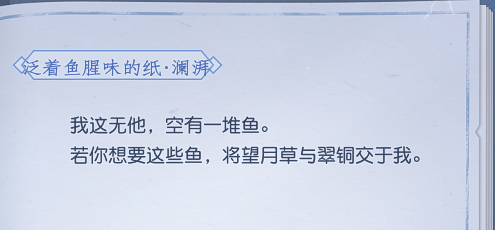 泛着鱼腥味的纸·澜湃
我这无他，空有一堆鱼。
若你想要这些鱼，将望月草与翠铜交于我。